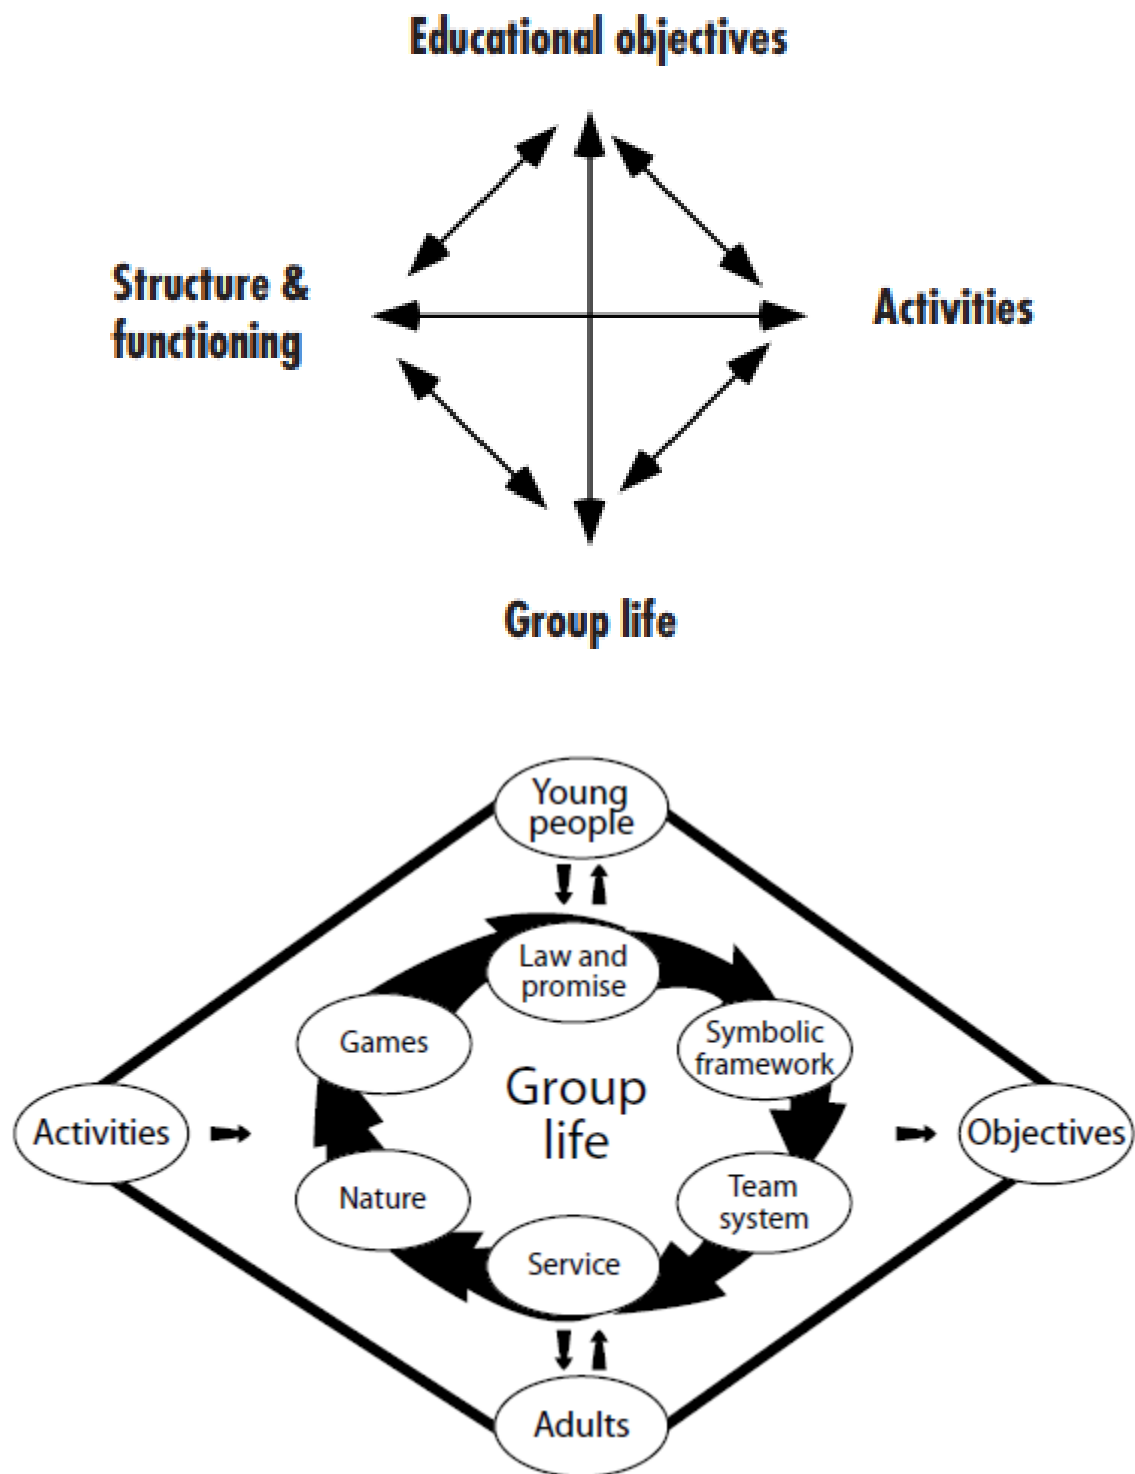 Educational objectives
Structure &
functioning
Activities
Group life
Young
people
Law and
promise
Games
Symbolic
framework
Group
life
Activities
Objectives
Nature
Team
system
Service
Adults